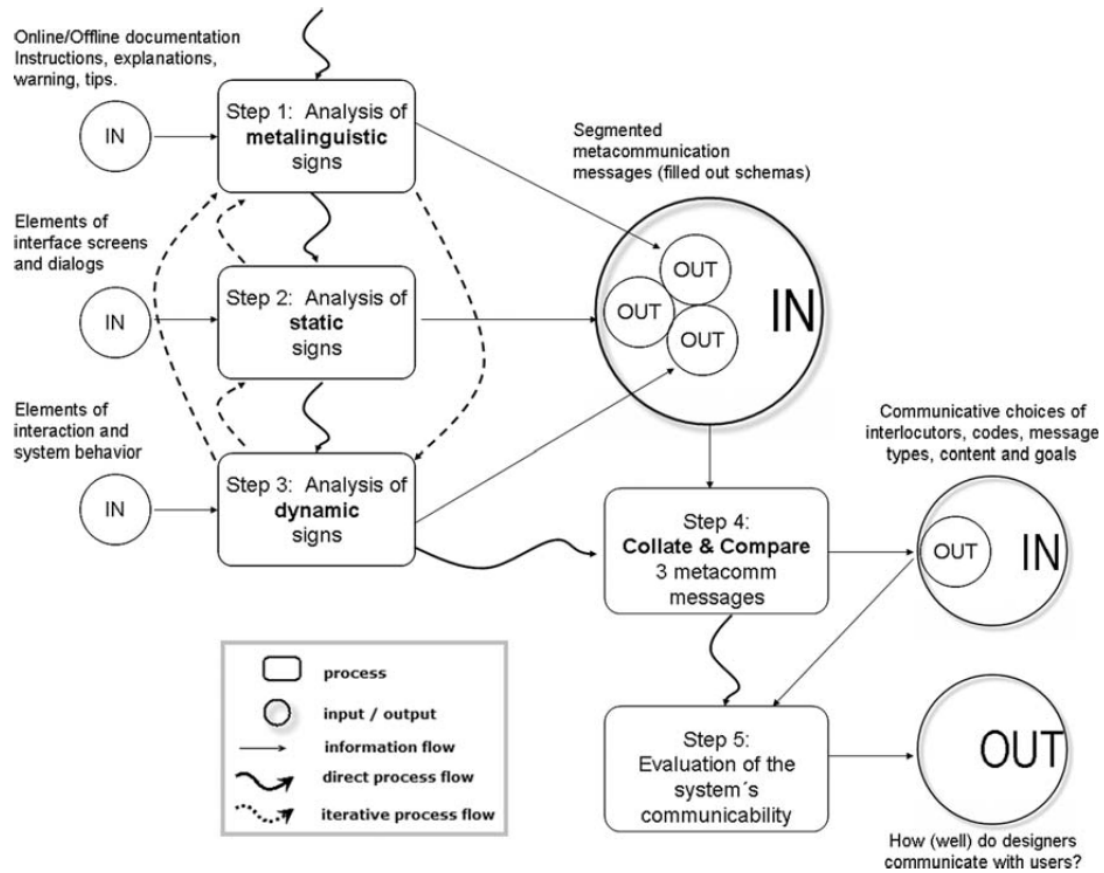 Online/Offline documentation
Instructions, explanations,
warning, tips.
IN
Step 1: Analysis of
metalinguistic
signs
Segmented
metacommunication
messages (filled out schemas)
Elements of
interface screens
and dialogs
IN
Step 2: Analysis of
static
signs
OUT
OUT
OUT
IN
Elements of
interaction and
system behavior
IN
Step 3: Analysis of
dynamic
signs
Communicative choices of
interlocutors, codes, message
types, content and goals
Step 4:
Collate & Compare
3 metacomm
messages
OUT
IN
process
input / output
information flow
direct process flow
iterative process flow
Step 5:
Evaluation of the
system´s
communicability
OUT
How (well) do designers
communicate with users?